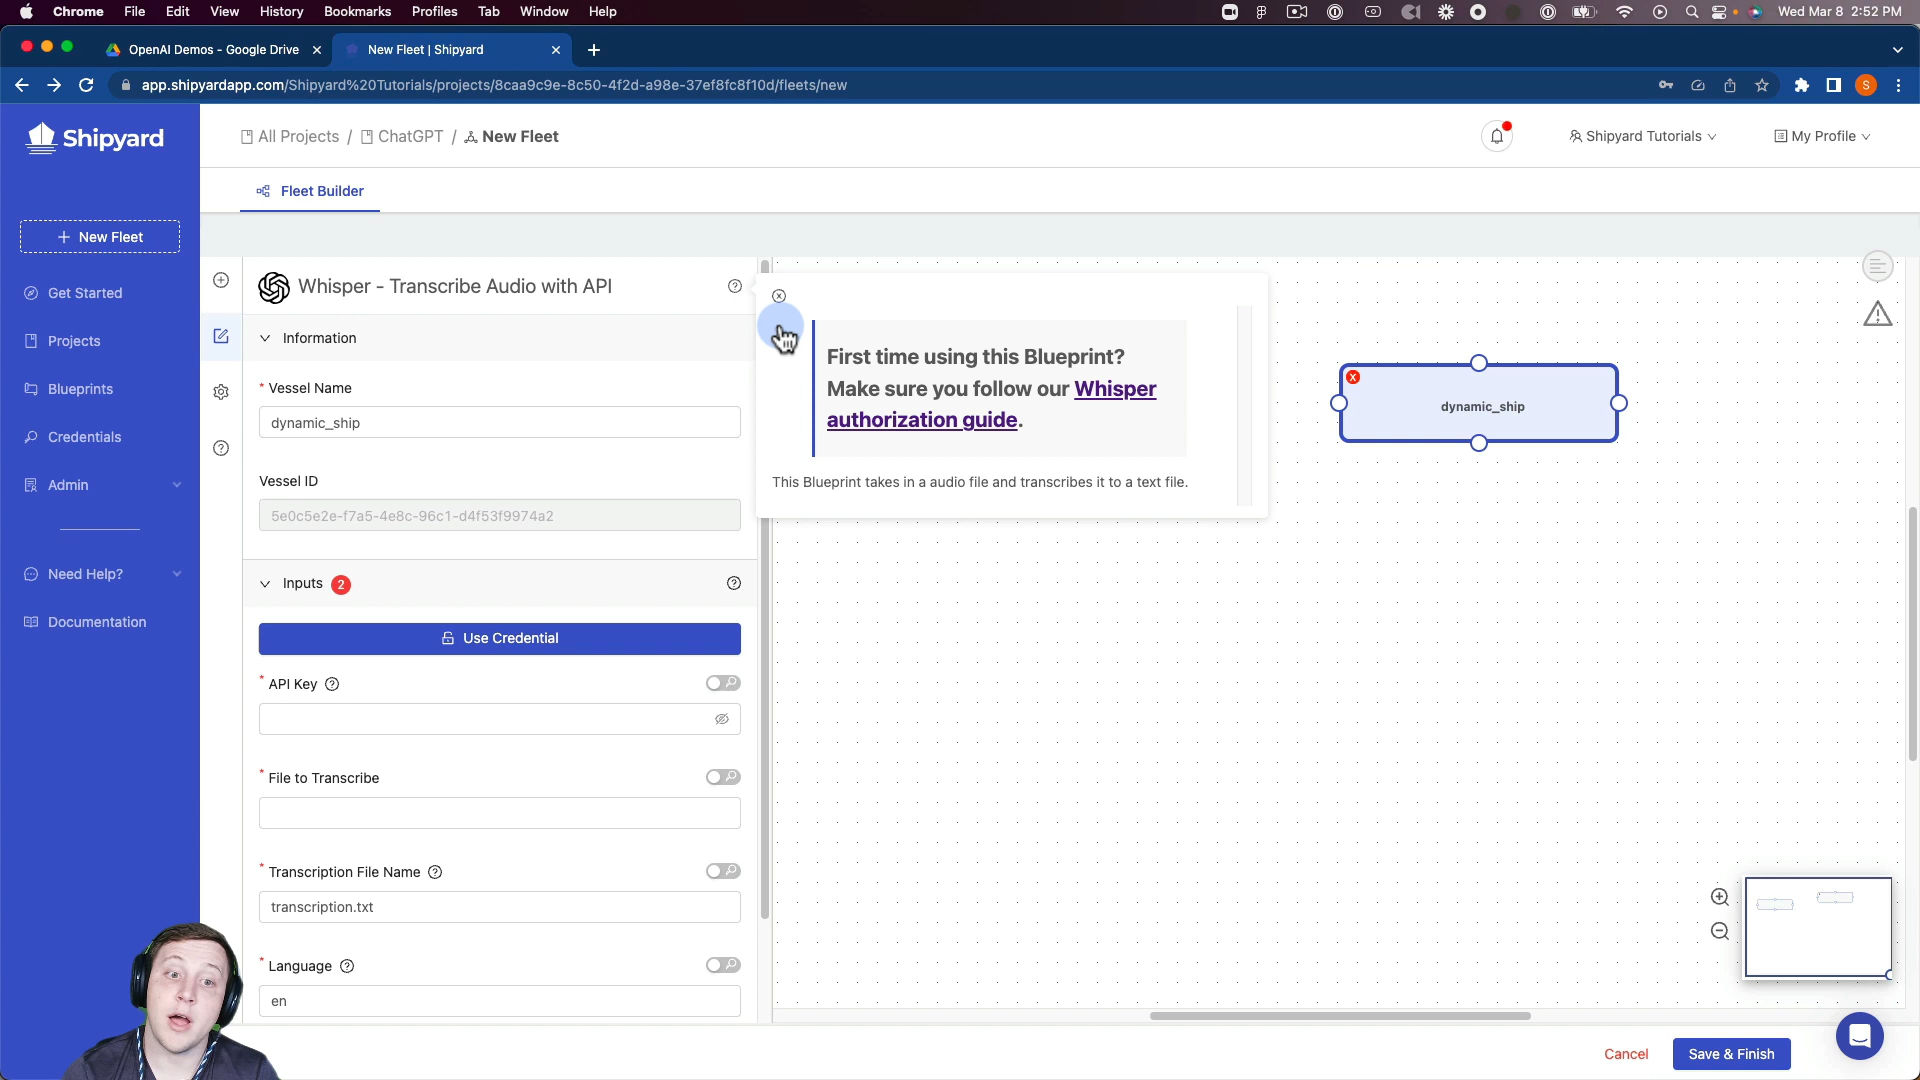 Chrome File Edit View History Bookmarks Profiles Tab Window Help
Wed Mar 8 2:52 PM
OpenAI Demos - Google Drive
New Fleet | Shipyard
app.shipyardapp.com/Shipyard%20Tutorials/projects/8caa9c9e-8c50-4f2d-a98e-37ef8fc8f10d/fleets/new
S
Shipyard
All Projects / ChatGPT / New Fleet
Shipyard Tutorials
My Profile
Fleet Builder
+ New Fleet
Get Started
Projects
Blueprints
Credentials
Admin
Need Help?
Documentation
Whisper - Transcribe Audio with API
Information
* Vessel Name
dynamic_ship
Vessel ID
5e0c5e2e-f7a5-4e8c-96c1-d4f53f9974a2
Inputs 2
Use Credential
* API Key
* File to Transcribe
* Transcription File Name
transcription.txt
* Language
en
First time using this Blueprint?
Make sure you follow our Whisper
authorization guide.
This Blueprint takes in a audio file and transcribes it to a text file.
dynamic_ship
Cancel
Save & Finish